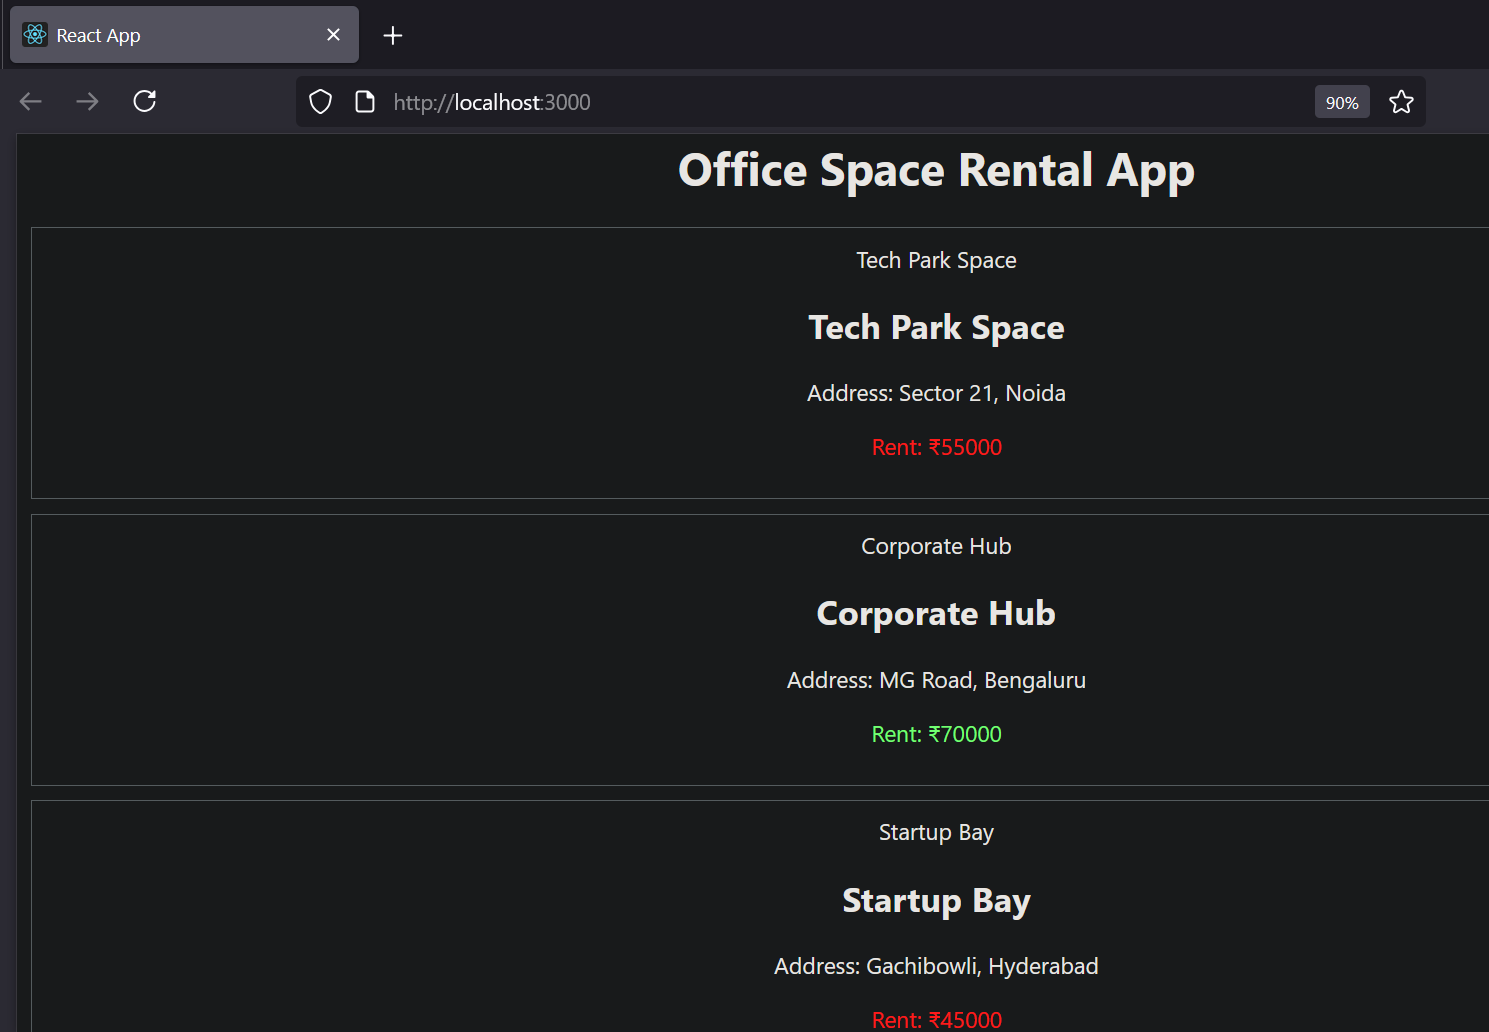 React App
http://localhost:3000
90%
Office Space Rental App
Tech Park Space
Tech Park Space
Address: Sector 21, Noida
Rent: ₹55000
Corporate Hub
Corporate Hub
Address: MG Road, Bengaluru
Rent: ₹70000
Startup Bay
Startup Bay
Address: Gachibowli, Hyderabad
Rent: ₹45000